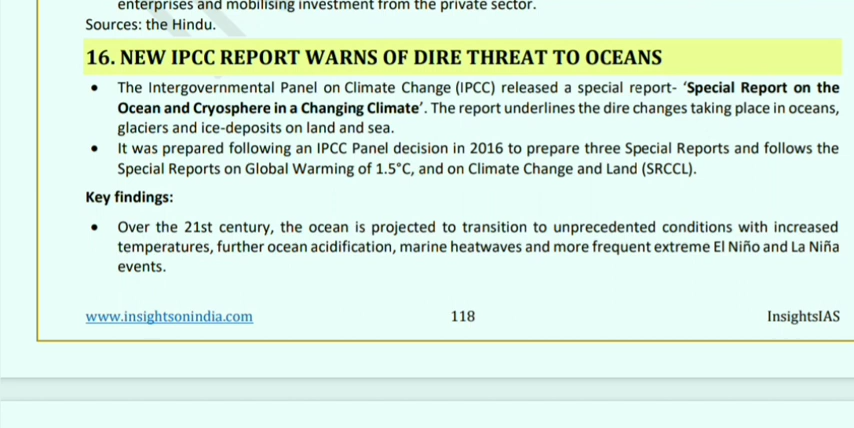 enterprises and mobilising investment from the private sector.
Sources: the Hindu.
16. NEW IPCC REPORT WARNS OF DIRE THREAT TO OCEANS
• The Intergovernmental Panel on Climate Change (IPCC) released a special report- ‘Special Report on the
Ocean and Cryosphere in a Changing Climate’. The report underlines the dire changes taking place in oceans,
glaciers and ice-deposits on land and sea.
• It was prepared following an IPCC Panel decision in 2016 to prepare three Special Reports and follows the
Special Reports on Global Warming of 1.5°C, and on Climate Change and Land (SRCCL).
Key findings:
• Over the 21st century, the ocean is projected to transition to unprecedented conditions with increased
temperatures, further ocean acidification, marine heatwaves and more frequent extreme El Niño and La Niña
events.
www.insightsonindia.com 118 InsightsIAS